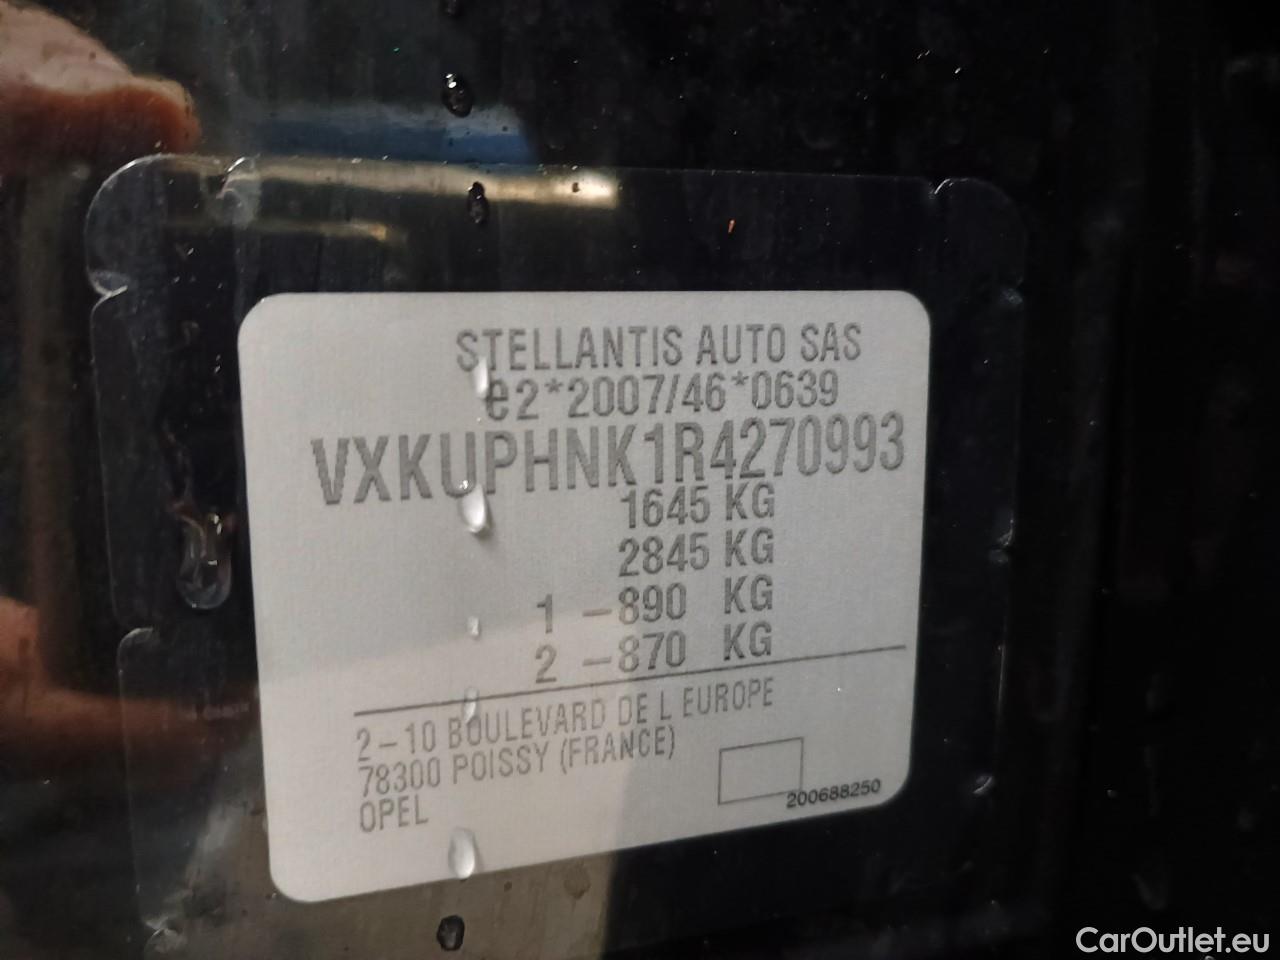 STELLANTIS AUTO SAS
e2*2007/46*0639
VXKUPHNK1R4270993
1645 KG
2845 KG
1 -890 KG
2 -870 KG
2-10 BOULEVARD DE L EUROPE
78300 POISSY (FRANCE)
OPEL
200688250
CarOutlet.eu